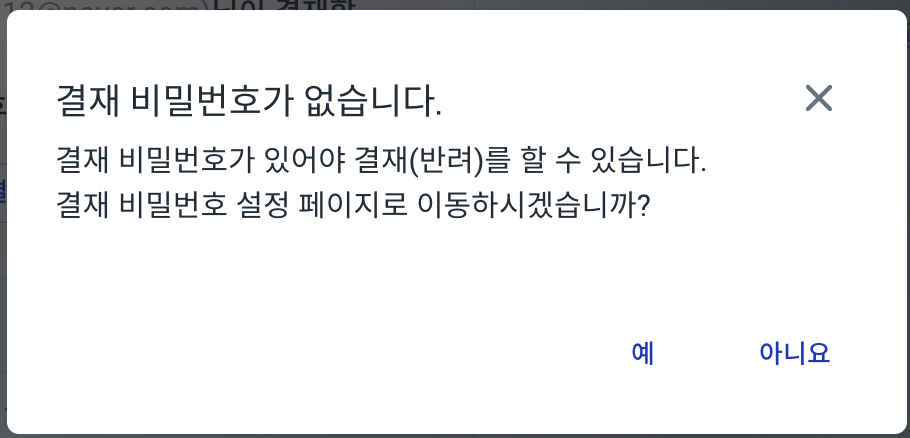 결재 비밀번호가 없습니다.
결재 비밀번호가 있어야 결재(반려)를 할 수 있습니다.
결재 비밀번호 설정 페이지로 이동하시겠습니까?
예 아니요